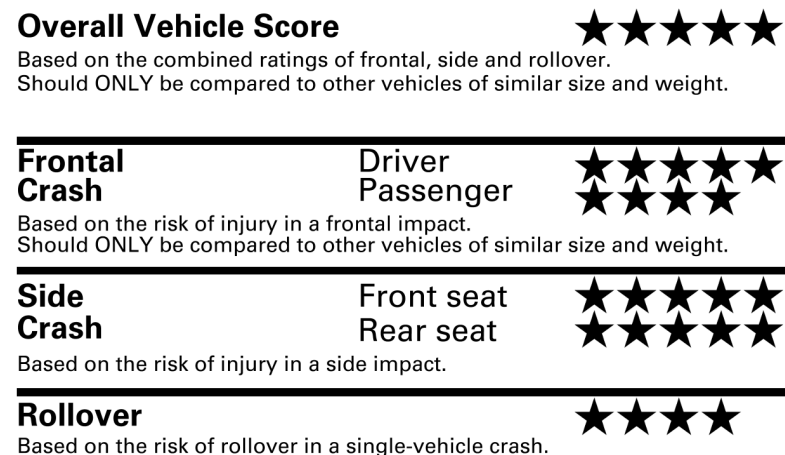 Overall Vehicle Score ★★★★★
Based on the combined ratings of frontal, side and rollover.
Should ONLY be compared to other vehicles of similar size and weight.
Frontal Driver ★★★★★
Crash Passenger ★★★★
Based on the risk of injury in a frontal impact.
Should ONLY be compared to other vehicles of similar size and weight.
Side Front seat ★★★★★
Crash Rear seat ★★★★★
Based on the risk of injury in a side impact.
Rollover ★★★★
Based on the risk of rollover in a single-vehicle crash.